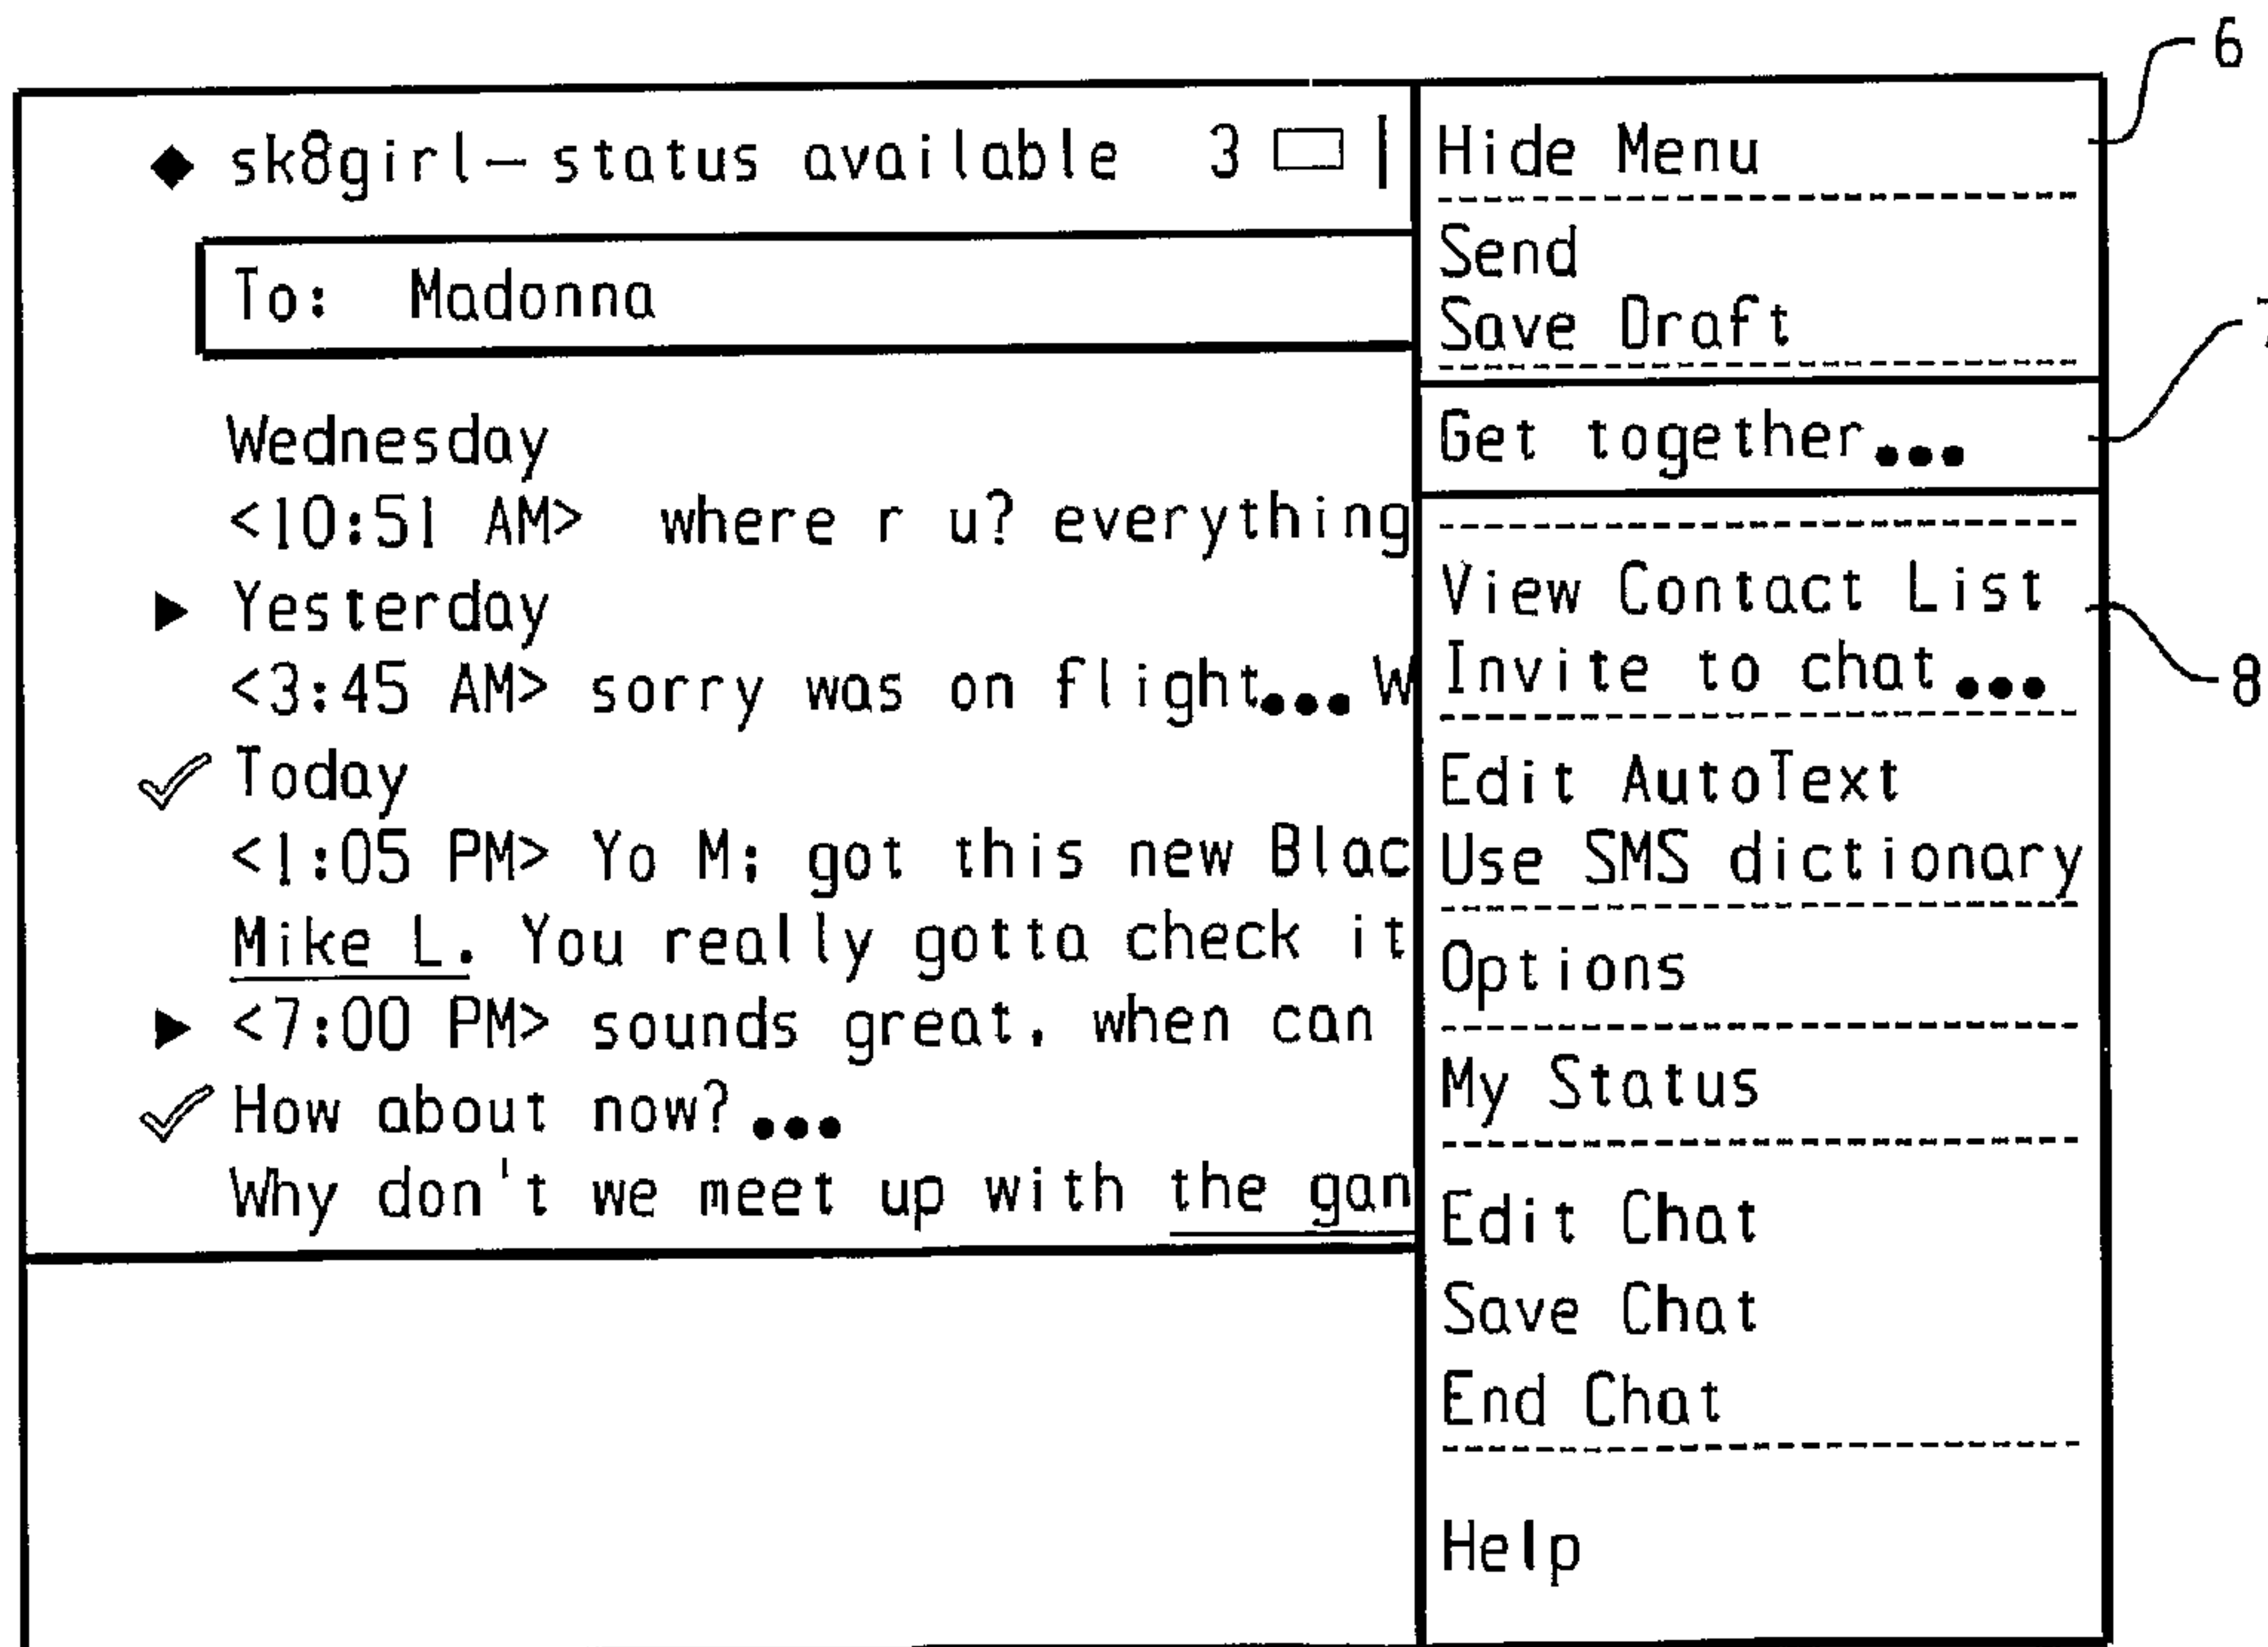 6
◆ sk8girl – status available 3
To: Madonna
Wednesday
<10:51 AM> where r u? everything
▶ Yesterday
<3:45 AM> sorry was on flight... W
✓ Today
<1:05 PM> Yo M; got this new Blac
Mike L. You really gotta check it
▶ <7:00 PM> sounds great, when can
✓ How about now?...
Why don't we meet up with the gan
Hide Menu
Send
Save Draft
Get together...
View Contact List
Invite to chat...
8
Edit AutoText
Use SMS dictionary
Options
My Status
Edit Chat
Save Chat
End Chat
Help